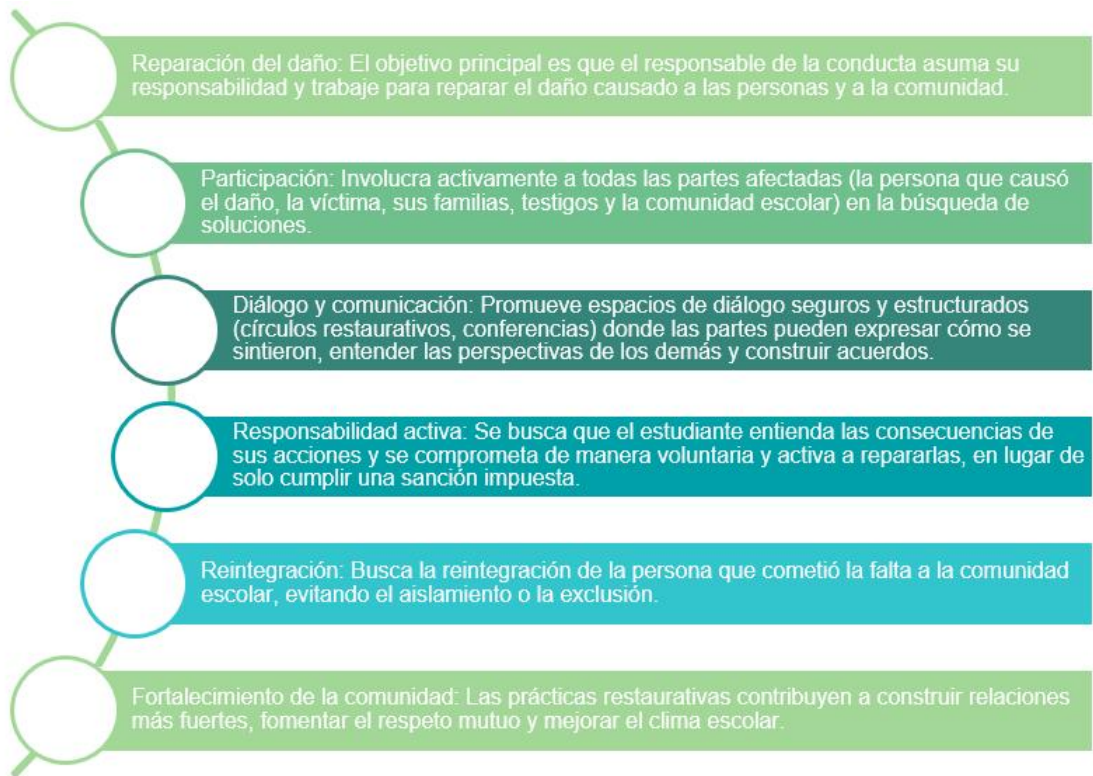 Reparación del daño: El objetivo principal es que el responsable de la conducta asuma su
responsabilidad y trabaje para reparar el daño causado a las personas y a la comunidad.
Participación: Involucra activamente a todas las partes afectadas (la persona que causó
el daño, la víctima, sus familias, testigos y la comunidad escolar) en la búsqueda de
soluciones.
Diálogo y comunicación: Promueve espacios de diálogo seguros y estructurados
(círculos restaurativos, conferencias) donde las partes pueden expresar cómo se
sintieron, entender las perspectivas de los demás y construir acuerdos.
Responsabilidad activa: Se busca que el estudiante entienda las consecuencias de
sus acciones y se comprometa de manera voluntaria y activa a repararlas, en lugar de
solo cumplir una sanción impuesta.
Reintegración: Busca la reintegración de la persona que cometió la falta a la comunidad
escolar, evitando el aislamiento o la exclusión.
Fortalecimiento de la comunidad: Las prácticas restaurativas contribuyen a construir relaciones
más fuertes, fomentar el respeto mutuo y mejorar el clima escolar.